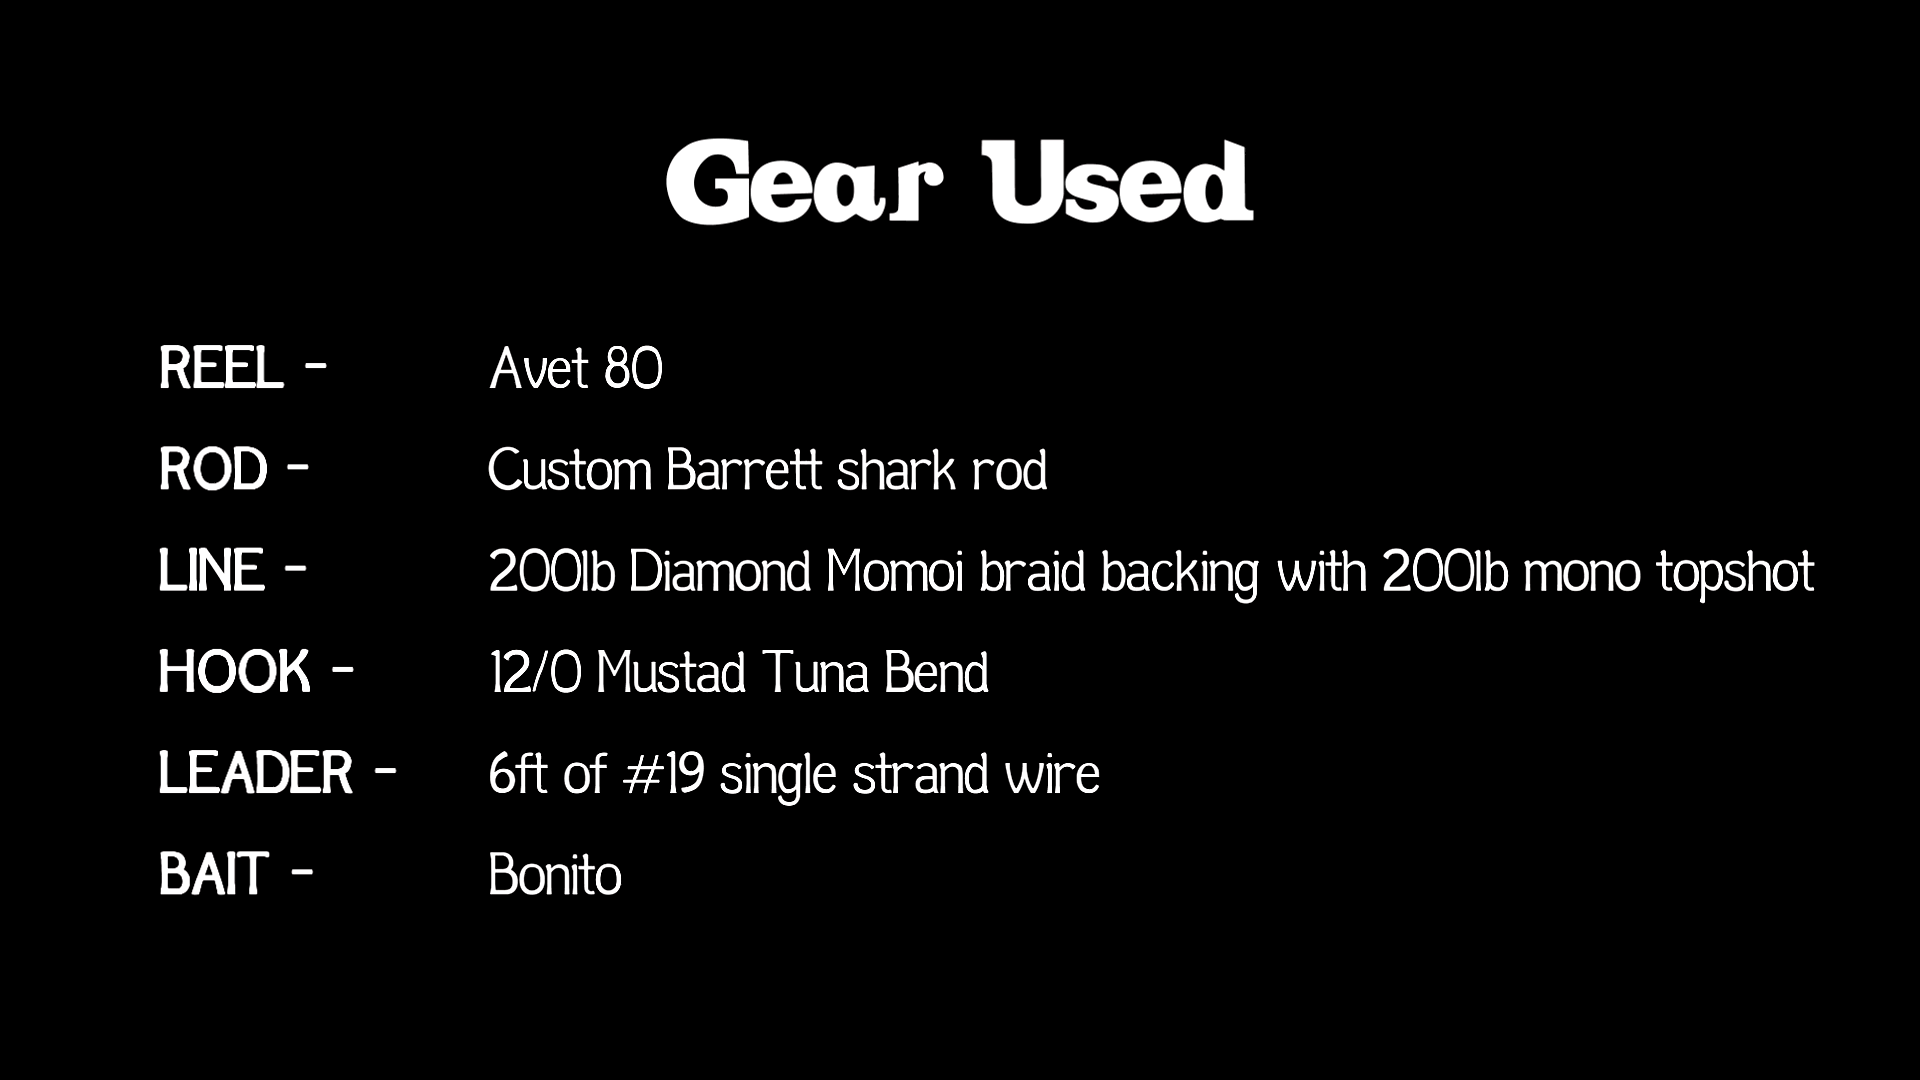 Gear Used
REEL - Avet 80
ROD - Custom Barrett shark rod
LINE - 200lb Diamond Momoi braid backing with 200lb mono topshot
HOOK - 12/0 Mustad Tuna Bend
LEADER - 6ft of #19 single strand wire
BAIT - Bonito